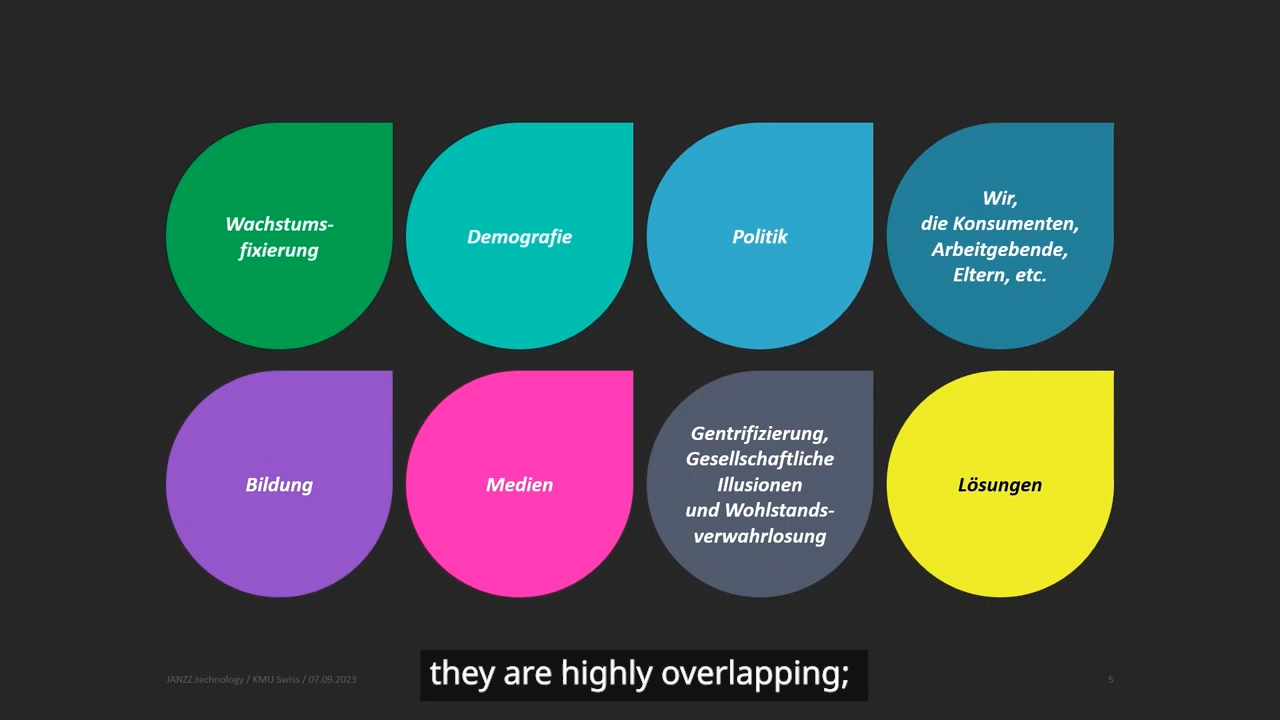 Wachstums-
fixierung
Demografie
Politik
Wir,
die Konsumenten,
Arbeitgebende,
Eltern, etc.
Bildung
Medien
Gentrifizierung,
Gesellschaftliche
Illusionen
und Wohlstands-
verwahrlosung
Lösungen
JANZZ.technology / KMU Swiss / 07.09.2023
they are highly overlapping;
5